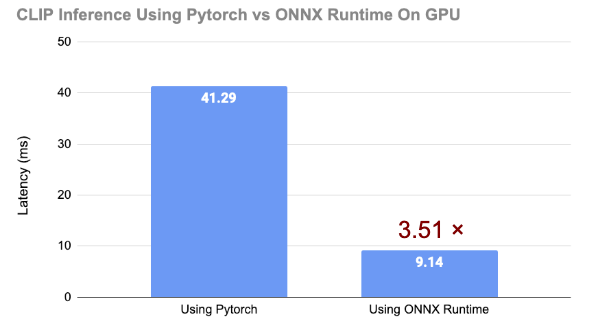 CLIP Inference Using Pytorch vs ONNX Runtime On GPU
50
40
30
20
10
0
Latency (ms)
41.29
3.51 ×
9.14
Using Pytorch
Using ONNX Runtime